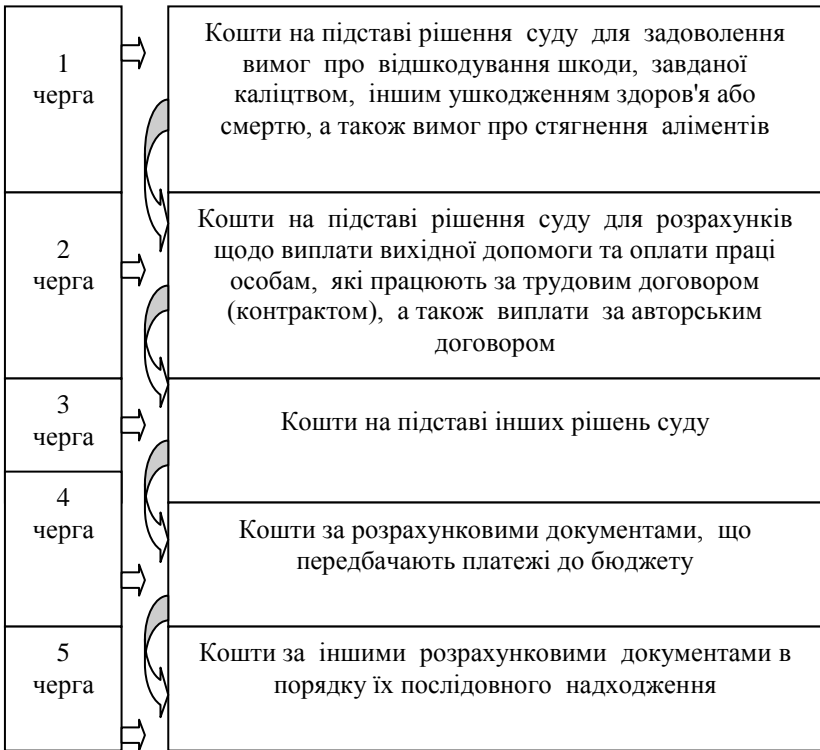 1
черга
Кошти на підставі рішення суду для задоволення
вимог про відшкодування шкоди, завданої
каліцтвом, іншим ушкодженням здоров'я або
смертю, а також вимог про стягнення аліментів
2
черга
Кошти на підставі рішення суду для розрахунків
щодо виплати вихідної допомоги та оплати праці
особам, які працюють за трудовим договором
(контрактом), а також виплати за авторським
договором
3
черга
Кошти на підставі інших рішень суду
4
черга
Кошти за розрахунковими документами, що
передбачають платежі до бюджету
5
черга
Кошти за іншими розрахунковими документами в
порядку їх послідовного надходження